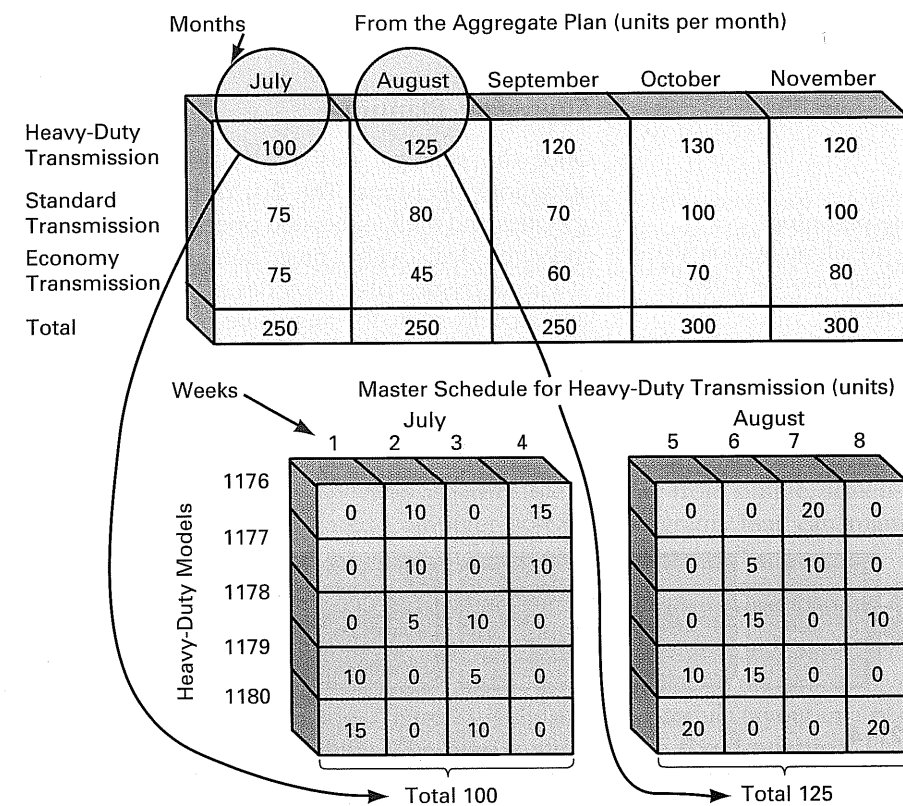 Months From the Aggregate Plan (units per month)
July August September October November
Heavy-Duty
Transmission 100 125 120 130 120
Standard
Transmission 75 80 70 100 100
Economy
Transmission 75 45 60 70 80
Total 250 250 250 300 300
Weeks Master Schedule for Heavy-Duty Transmission (units)
July August
1 2 3 4 5 6 7 8
Heavy-Duty Models
1176
0 10 0 15 0 0 20 0
1177
0 10 0 10 0 5 10 0
1178
0 5 10 0 0 15 0 10
1179
10 0 5 0 10 15 0 0
1180
15 0 10 0 20 0 0 20
Total 100 Total 125